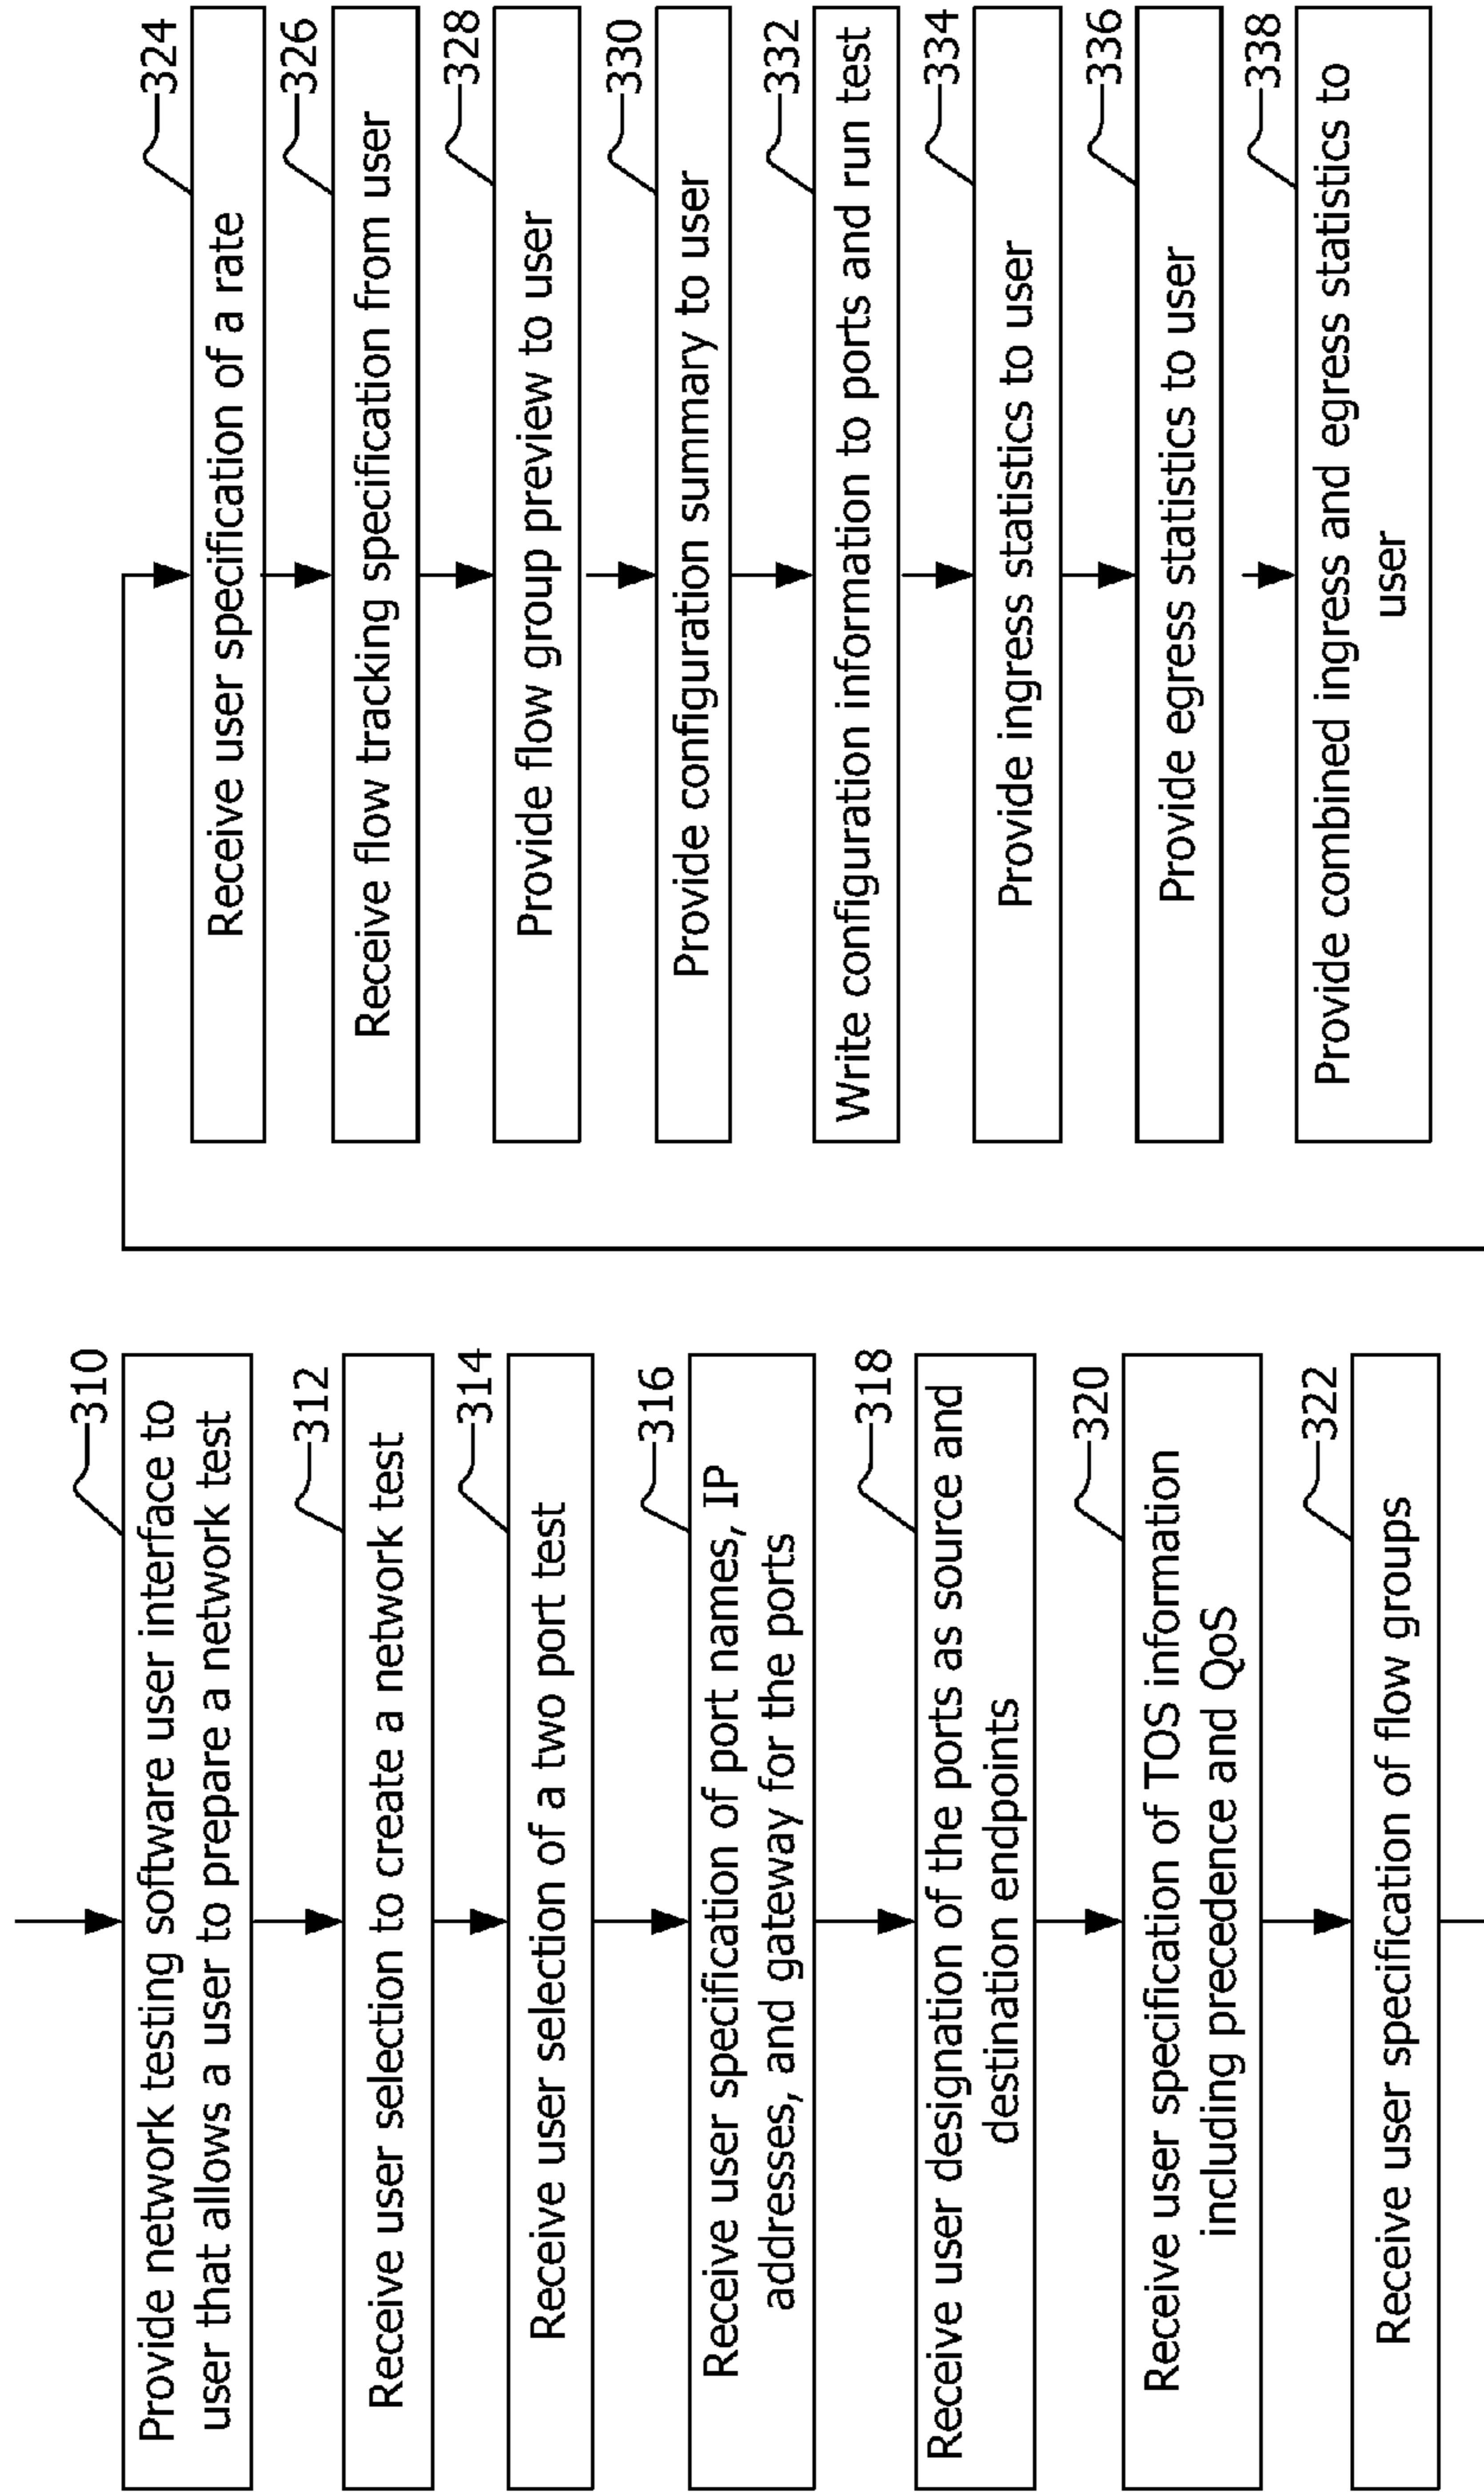 310
Provide network testing software user interface to
user that allows a user to prepare a network test
312
Receive user selection to create a network test
314
Receive user selection of a two port test
316
Receive user specification of port names, IP
addresses, and gateway for the ports
318
Receive user designation of the ports as source and
destination endpoints
320
Receive user specification of TOS information
including precedence and QoS
322
Receive user specification of flow groups
324
Receive user specification of a rate
326
Receive flow tracking specification from user
328
Provide flow group preview to user
330
Provide configuration summary to user
332
Write configuration information to ports and run test
334
Provide ingress statistics to user
336
Provide egress statistics to user
338
Provide combined ingress and egress statistics to
user